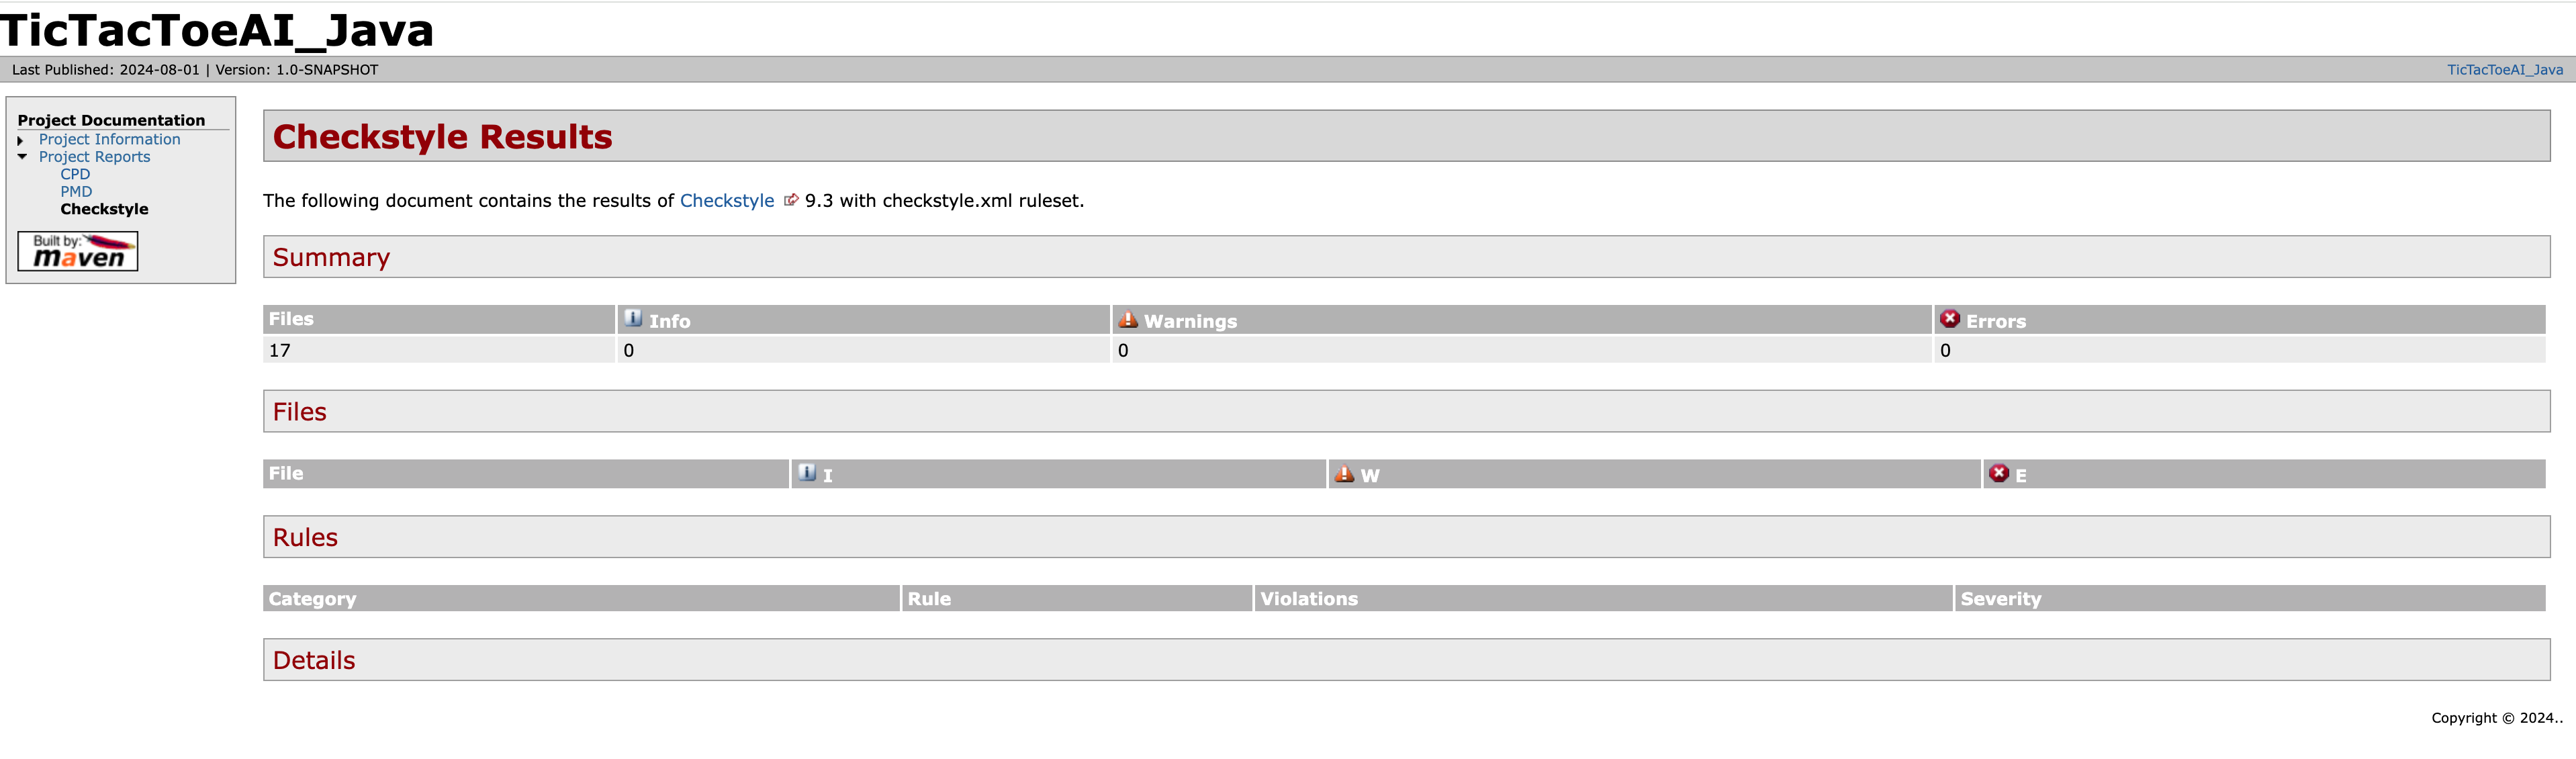 TicTacToeAI_Java
Last Published: 2024-08-01 | Version: 1.0-SNAPSHOT TicTacToeAI_Java
Project Documentation
Project Information
Project Reports
CPD
PMD
Checkstyle
Built by:
maven
Checkstyle Results
The following document contains the results of Checkstyle 9.3 with checkstyle.xml ruleset.
Summary
Files Info Warnings Errors
17 0 0 0
Files
File I W E
Rules
Category Rule Violations Severity
Details
Copyright © 2024..